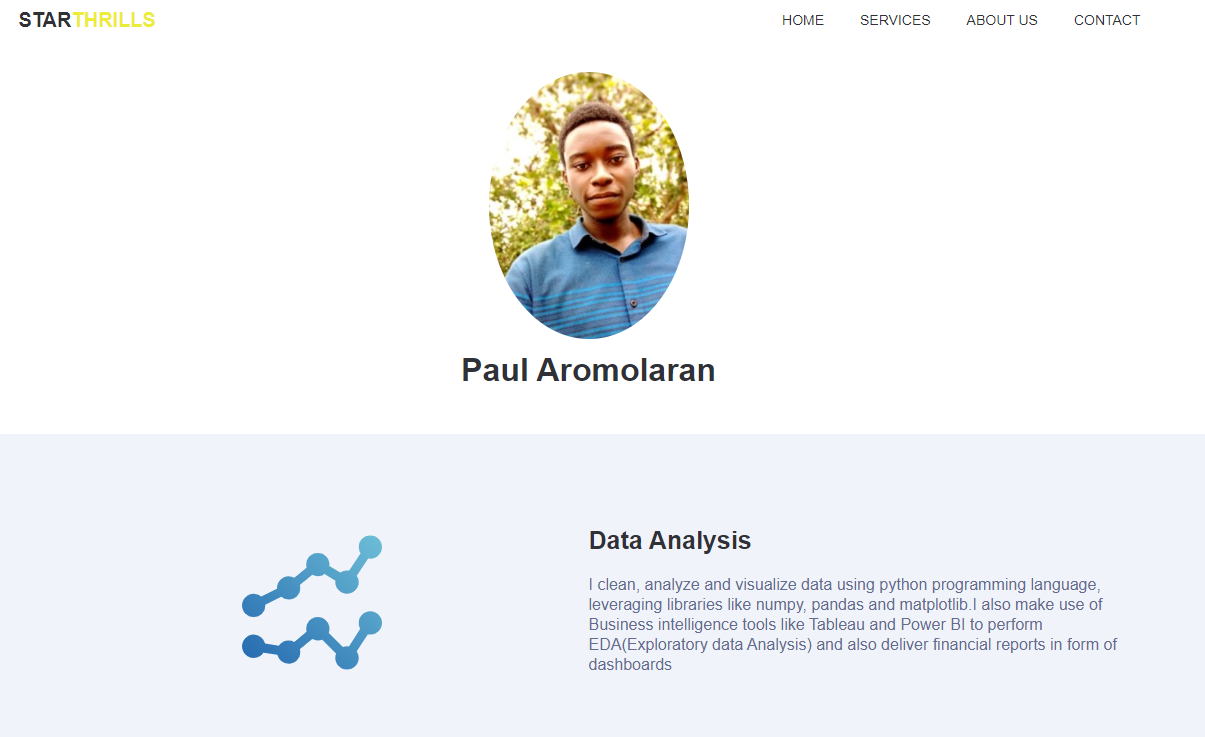 STARTHRILLS
HOME SERVICES ABOUT US CONTACT
Paul Aromolaran
Data Analysis
I clean, analyze and visualize data using python programming language,
leveraging libraries like numpy, pandas and matplotlib.I also make use of
Business intelligence tools like Tableau and Power BI to perform
EDA(Exploratory data Analysis) and also deliver financial reports in form of
dashboards